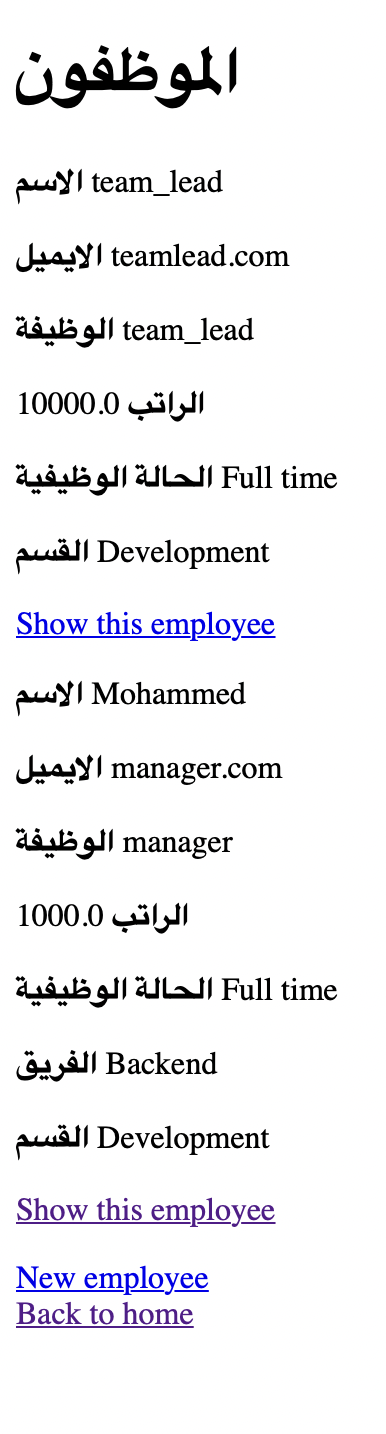 الموظفون
الاسم team_lead
الايميل teamlead.com
الوظيفة team_lead
الراتب 10000.0
الحالة الوظيفية Full time
القسم Development
Show this employee
الاسم Mohammed
الايميل manager.com
الوظيفة manager
الراتب 1000.0
الحالة الوظيفية Full time
الفريق Backend
القسم Development
Show this employee
New employee
Back to home